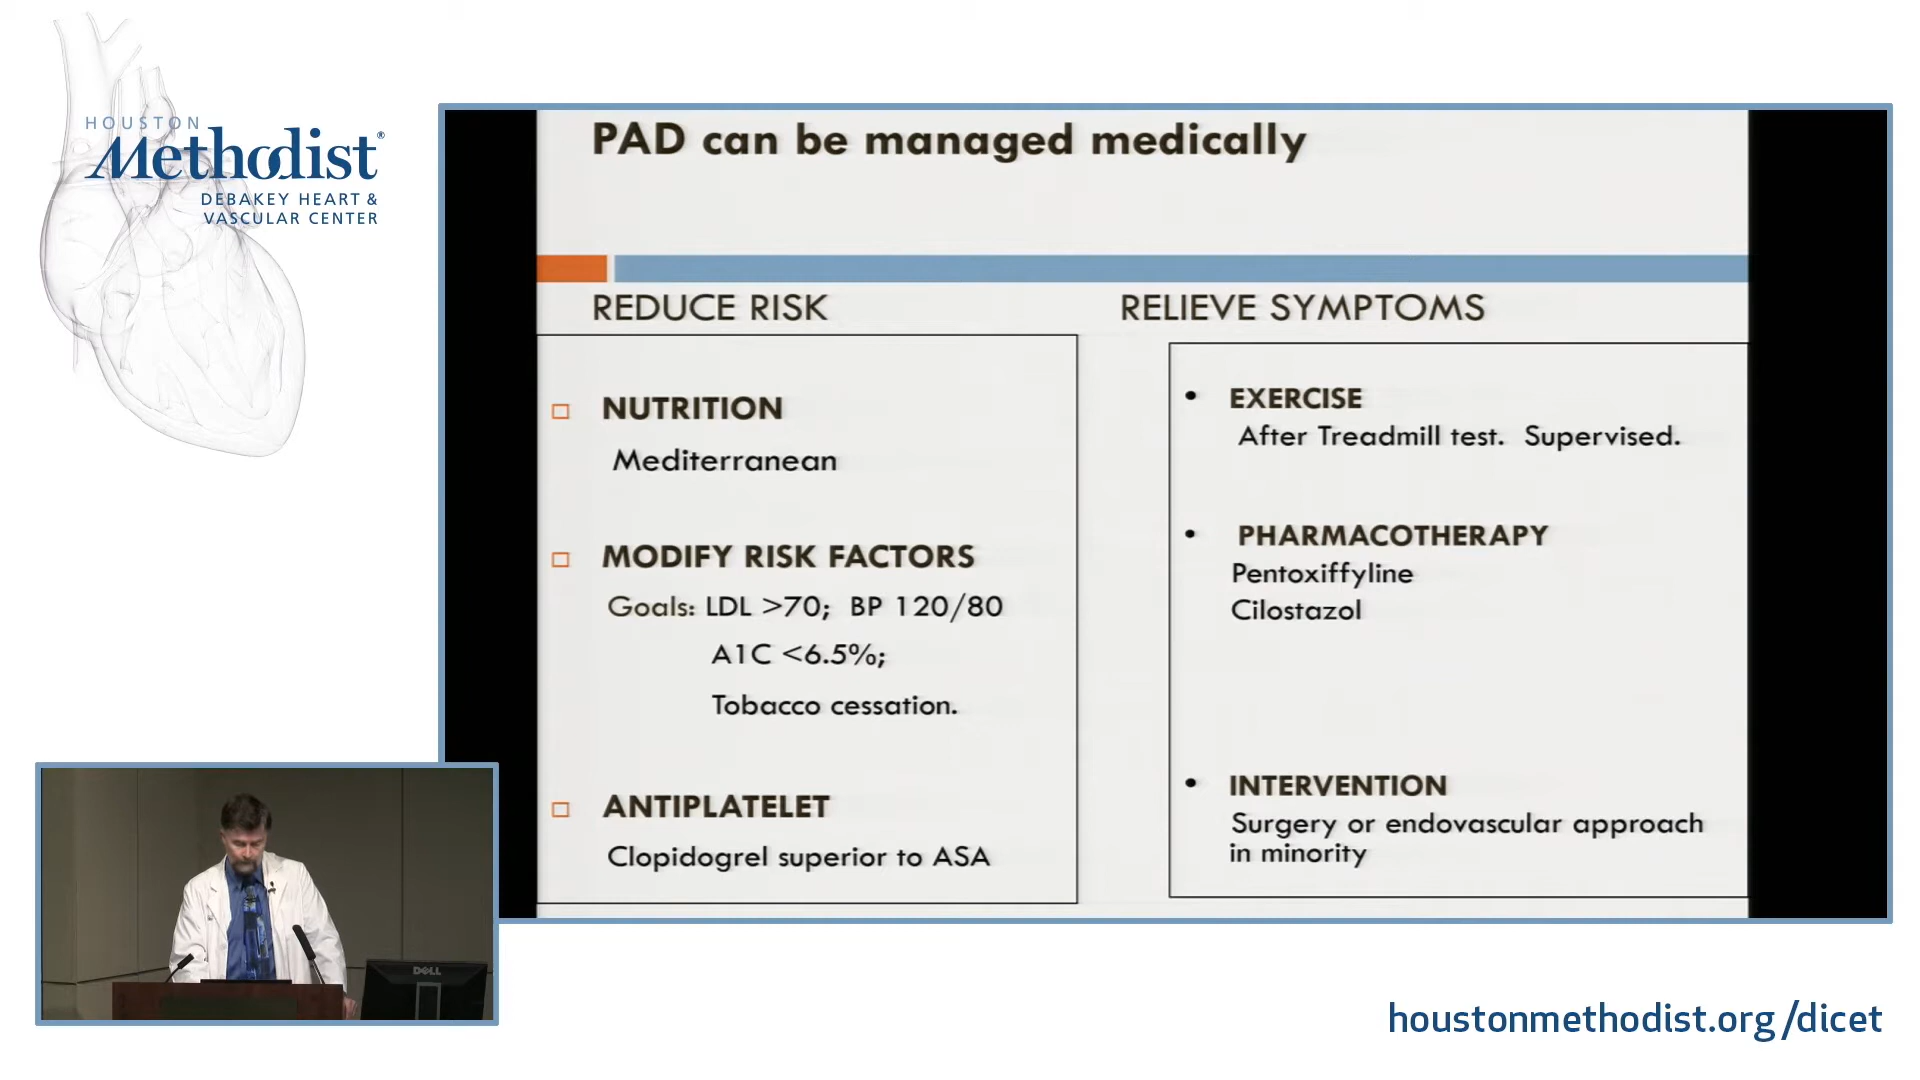 HOUSTON
Methodist®
DEBAKEY HEART &
VASCULAR CENTER
PAD can be managed medically
REDUCE RISK
NUTRITION
Mediterranean
MODIFY RISK FACTORS
Goals: LDL >70; BP 120/80
A1C <6.5%;
Tobacco cessation.
ANTIPLATELET
Clopidogrel superior to ASA
RELIEVE SYMPTOMS
• EXERCISE
After Treadmill test. Supervised.
• PHARMACOTHERAPY
Pentoxiffyline
Cilostazol
• INTERVENTION
Surgery or endovascular approach
in minority
DELL
houstonmethodist.org/dicet